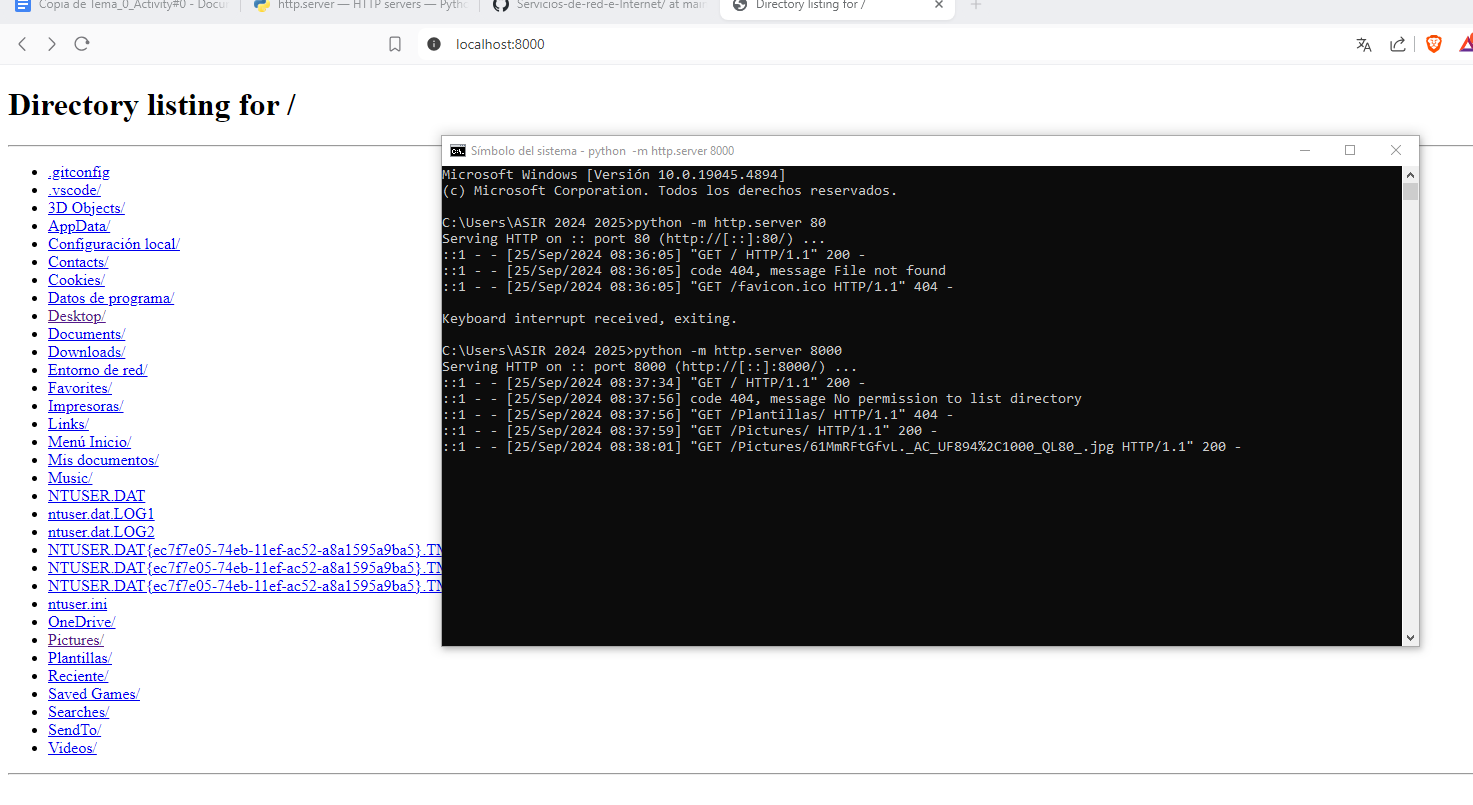 Copia de Tema_0_Activity#0 - Docu
http.server — HTTP servers — Pytho
Servicios-de-red-e-Internet/ at main
Directory listing for /
localhost:8000
Directory listing for /
.gitconfig
.vscode/
3D Objects/
AppData/
Configuración local/
Contacts/
Cookies/
Datos de programa/
Desktop/
Documents/
Downloads/
Entorno de red/
Favorites/
Impresoras/
Links/
Menú Inicio/
Mis documentos/
Music/
NTUSER.DAT
ntuser.dat.LOG1
ntuser.dat.LOG2
NTUSER.DAT{ec7f7e05-74eb-11ef-ac52-a8a1595a9ba5}.TM
NTUSER.DAT{ec7f7e05-74eb-11ef-ac52-a8a1595a9ba5}.TM
NTUSER.DAT{ec7f7e05-74eb-11ef-ac52-a8a1595a9ba5}.TM
ntuser.ini
OneDrive/
Pictures/
Plantillas/
Reciente/
Saved Games/
Searches/
SendTo/
Videos/
Símbolo del sistema - python  -m http.server 8000
Microsoft Windows [Versión 10.0.19045.4894]
(c) Microsoft Corporation. Todos los derechos reservados.
C:\Users\ASIR 2024 2025>python -m http.server 80
Serving HTTP on :: port 80 (http://[::]:80/) ...
::1 - - [25/Sep/2024 08:36:05] "GET / HTTP/1.1" 200 -
::1 - - [25/Sep/2024 08:36:05] code 404, message File not found
::1 - - [25/Sep/2024 08:36:05] "GET /favicon.ico HTTP/1.1" 404 -
Keyboard interrupt received, exiting.
C:\Users\ASIR 2024 2025>python -m http.server 8000
Serving HTTP on :: port 8000 (http://[::]:8000/) ...
::1 - - [25/Sep/2024 08:37:34] "GET / HTTP/1.1" 200 -
::1 - - [25/Sep/2024 08:37:56] code 404, message No permission to list directory
::1 - - [25/Sep/2024 08:37:56] "GET /Plantillas/ HTTP/1.1" 404 -
::1 - - [25/Sep/2024 08:37:59] "GET /Pictures/ HTTP/1.1" 200 -
::1 - - [25/Sep/2024 08:38:01] "GET /Pictures/61MmRFtGfvL._AC_UF894%2C1000_QL80_.jpg HTTP/1.1" 200 -